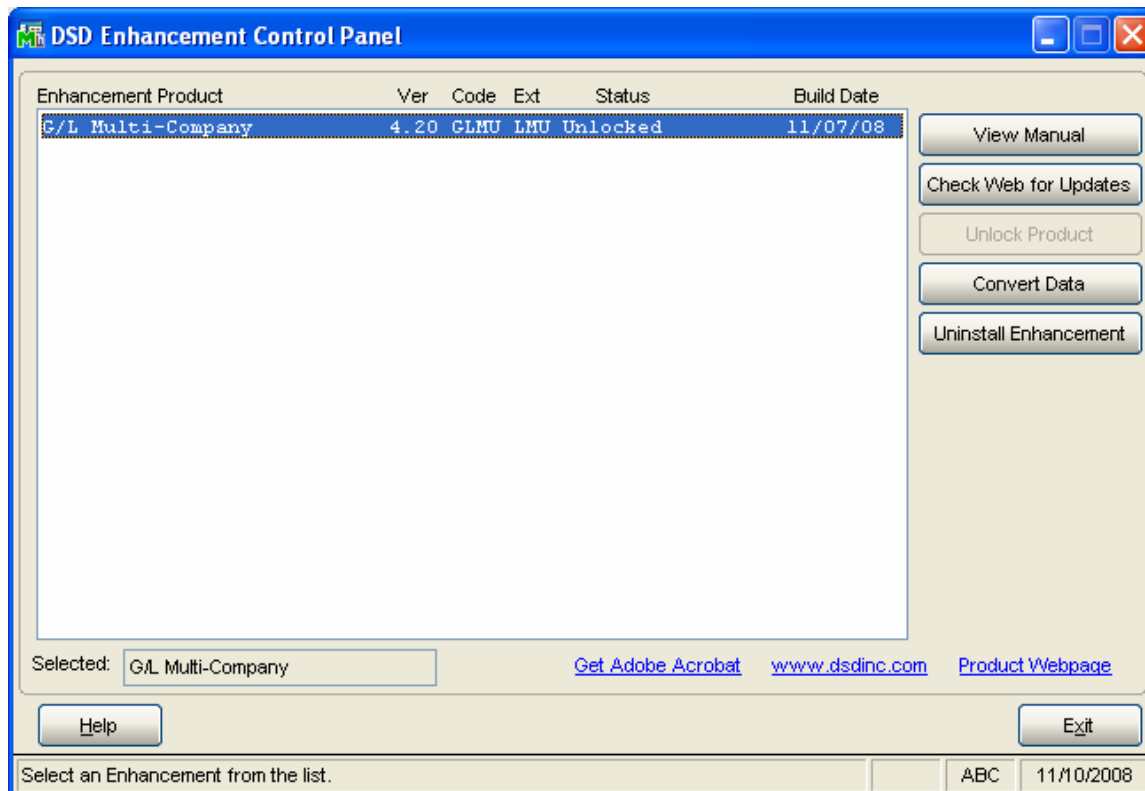 DSD Enhancement Control Panel
Enhancement Product Ver Code Ext Status Build Date
G/L Multi-Company 4.20 GLMU LMU Unlocked 11/07/08
View Manual
Check Web for Updates
Unlock Product
Convert Data
Uninstall Enhancement
Selected: G/L Multi-Company Get Adobe Acrobat www.dsdinc.com Product Webpage
Help Exit
Select an Enhancement from the list. ABC 11/10/2008